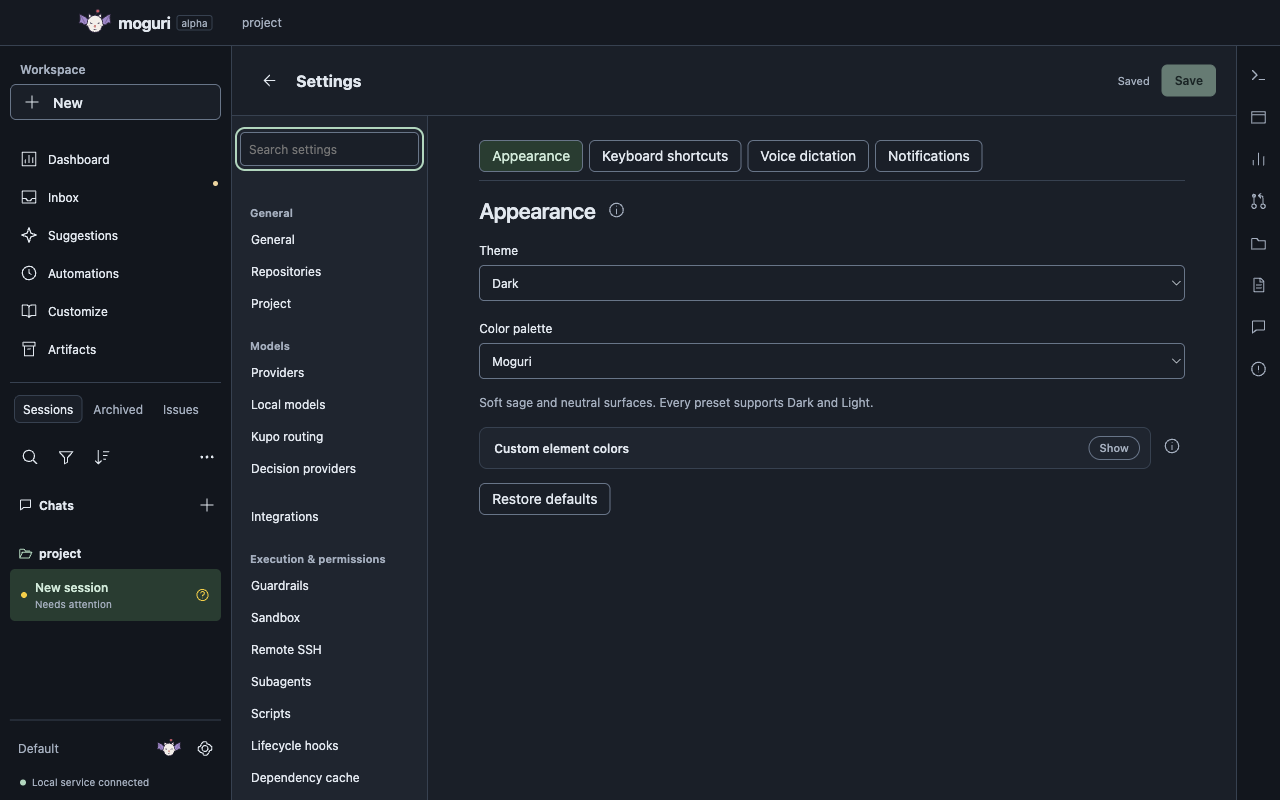 moguri alpha project
Workspace
New
Dashboard
Inbox
Suggestions
Automations
Customize
Artifacts
Sessions Archived Issues
Chats
project
New session
Needs attention
Default
Local service connected
Settings
Saved Save
Search settings
General
General
Repositories
Project
Models
Providers
Local models
Kupo routing
Decision providers
Integrations
Execution & permissions
Guardrails
Sandbox
Remote SSH
Subagents
Scripts
Lifecycle hooks
Dependency cache
Appearance Keyboard shortcuts Voice dictation Notifications
Appearance
Theme
Dark
Color palette
Moguri
Soft sage and neutral surfaces. Every preset supports Dark and Light.
Custom element colors Show
Restore defaults